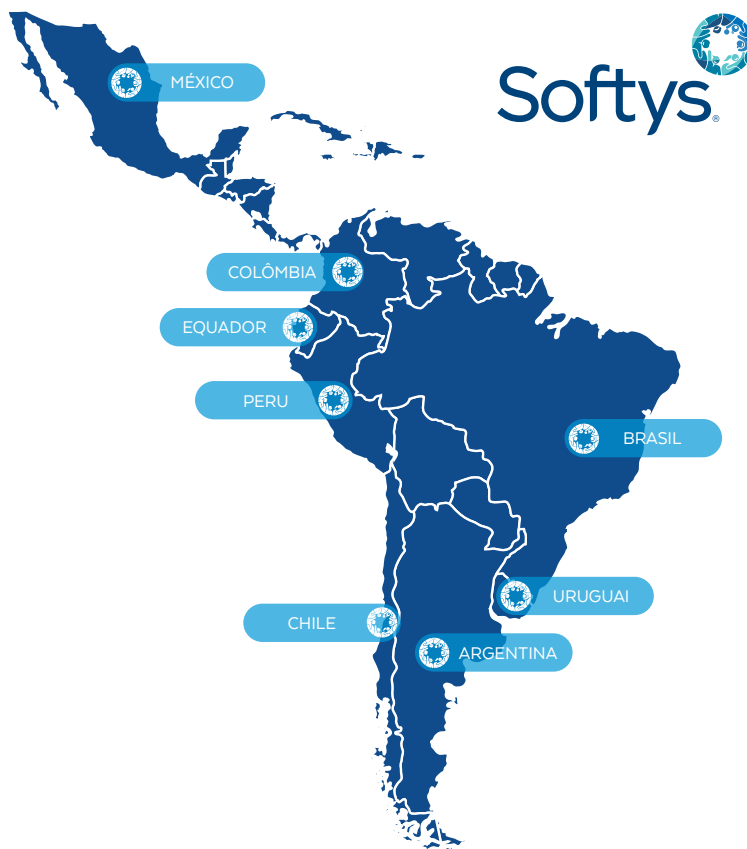 Softys®
MÉXICO
COLÔMBIA
EQUADOR
PERU
BRASIL
URUGUAI
CHILE
ARGENTINA